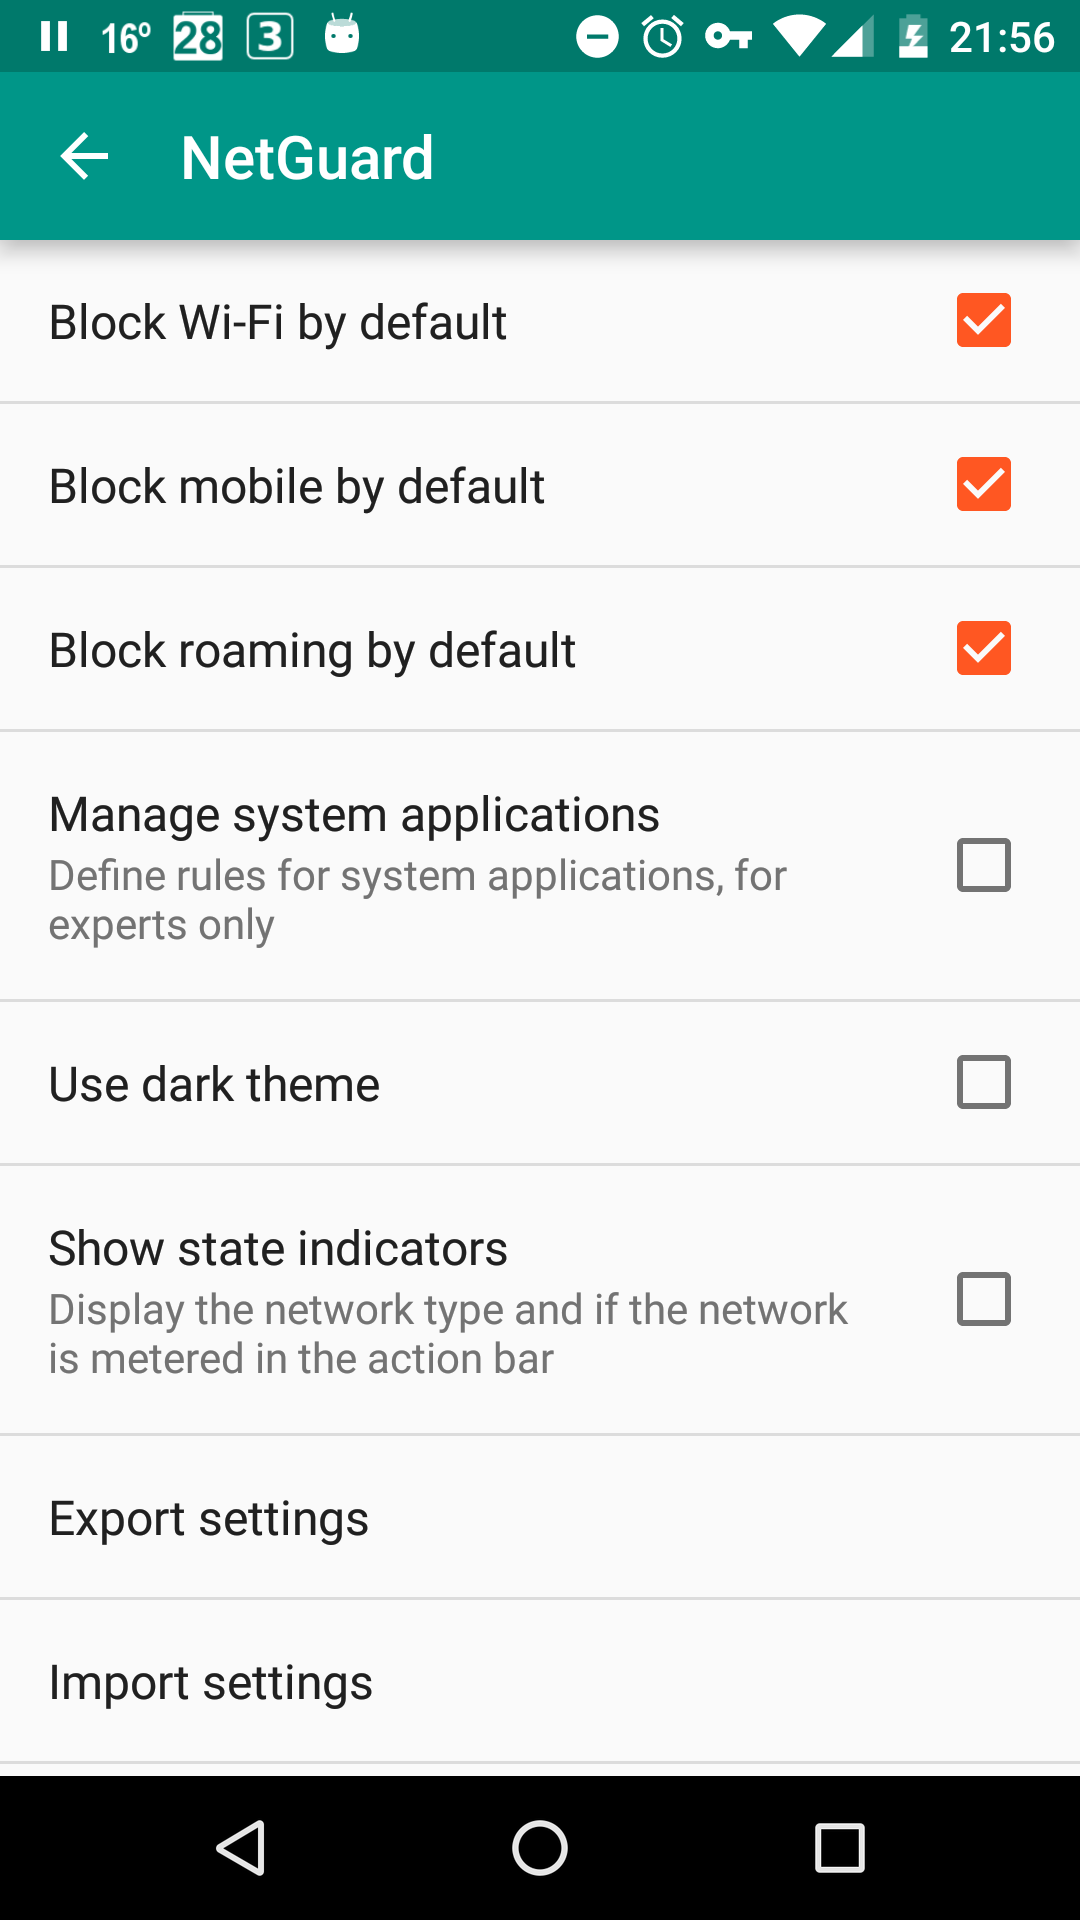 16° 28 3 21:56
NetGuard
Block Wi-Fi by default
Block mobile by default
Block roaming by default
Manage system applications
Define rules for system applications, for
experts only
Use dark theme
Show state indicators
Display the network type and if the network
is metered in the action bar
Export settings
Import settings